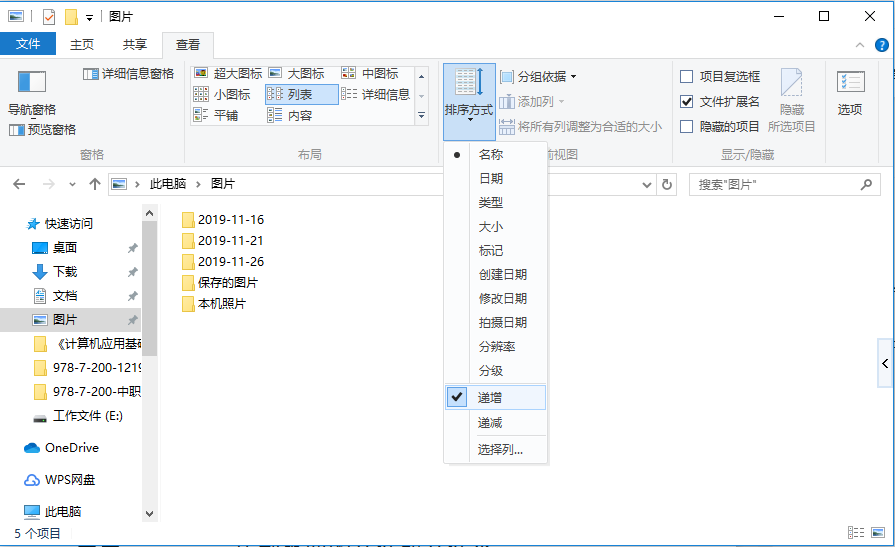 图片
文件 主页 共享 查看
导航窗格
预览窗格
详细信息窗格
窗格
超大图标 大图标 中图标
小图标 列表 详细信息
平铺 内容
布局
排序方式
分组依据
添加列
将所有列调整为合适的大小
前视图
项目复选框
文件扩展名
隐藏的项目
隐藏
所选项目
显示/隐藏
选项
此电脑 图片
搜索"图片"
快速访问
桌面
下载
文档
图片
《计算机应用基础
978-7-200-1219
978-7-200-中职
工作文件 (E:)
OneDrive
WPS网盘
此电脑
2019-11-16
2019-11-21
2019-11-26
保存的图片
本机照片
名称
日期
类型
大小
标记
创建日期
修改日期
拍摄日期
分辨率
分级
递增
递减
选择列...
5 个项目